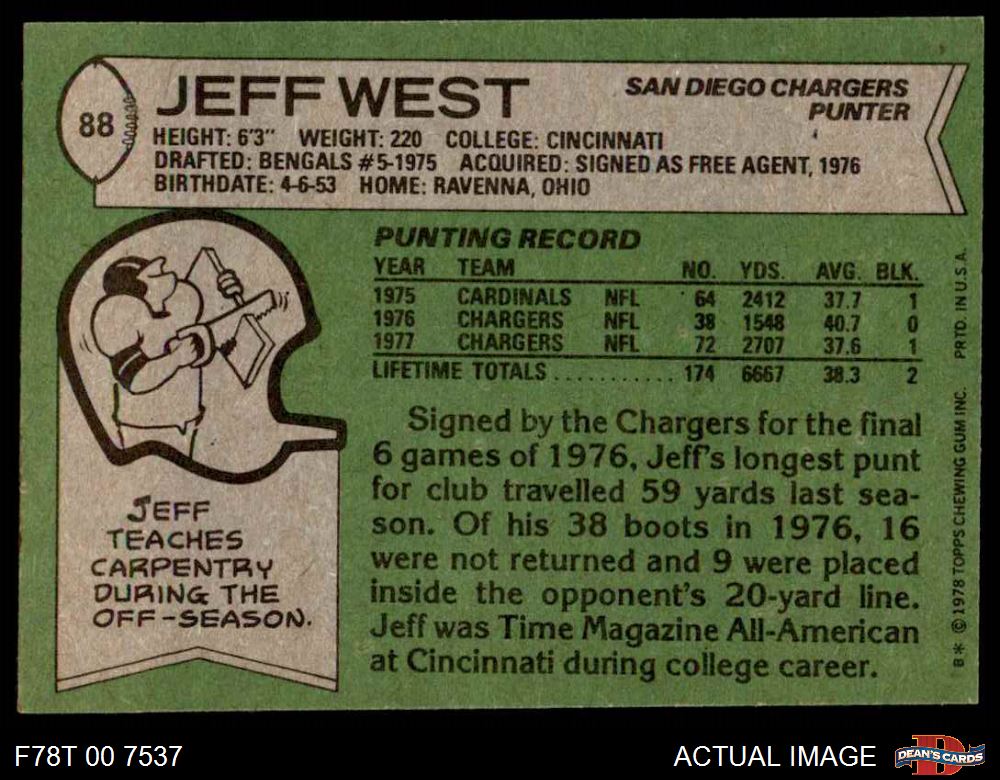 88
JEFF WEST
SAN DIEGO CHARGERS
PUNTER
HEIGHT: 6'3" WEIGHT: 220 COLLEGE: CINCINNATI
DRAFTED: BENGALS #5-1975 ACQUIRED: SIGNED AS FREE AGENT, 1976
BIRTHDATE: 4-6-53 HOME: RAVENNA, OHIO
PUNTING RECORD
YEAR TEAM NO. YDS. AVG. BLK.
1975 CARDINALS NFL 64 2412 37.7 1
1976 CHARGERS NFL 38 1548 40.7 0
1977 CHARGERS NFL 72 2707 37.6 1
LIFETIME TOTALS ........... 174 6667 38.3 2
Signed by the Chargers for the final
6 games of 1976, Jeff's longest punt
for club travelled 59 yards last sea-
son. Of his 38 boots in 1976, 16
were not returned and 9 were placed
inside the opponent's 20-yard line.
Jeff was Time Magazine All-American
at Cincinnati during college career.
JEFF
TEACHES
CARPENTRY
DURING THE
OFF-SEASON.
B* © 1978 TOPPS CHEWING GUM INC. PRTD. IN U.S.A.
F78T 00 7537
ACTUAL IMAGE
D
DEAN'S CARDS